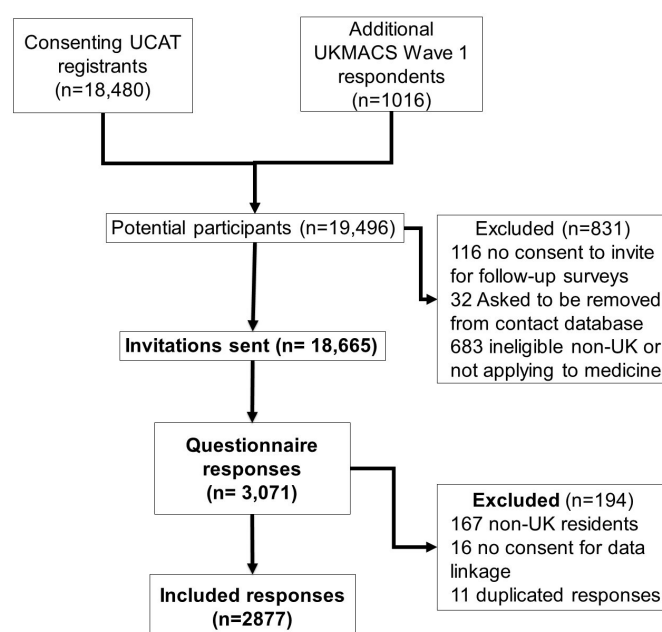 Consenting UCAT
registrants
(n=18,480)
Additional
UKMACS Wave 1
respondents
(n=1016)
Potential participants (n=19,496)
Excluded (n=831)
116 no consent to invite
for follow-up surveys
32 Asked to be removed
from contact database
683 ineligible non-UK or
not applying to medicine
Invitations sent (n= 18,665)
Questionnaire
responses
(n= 3,071)
Excluded (n=194)
167 non-UK residents
16 no consent for data
linkage
11 duplicated responses
Included responses
(n=2877)